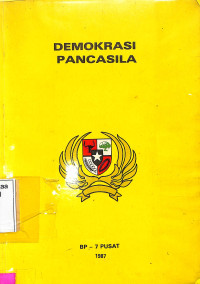 DEMOKRASI
PANCASILA
BP - 7 PUSAT
1987